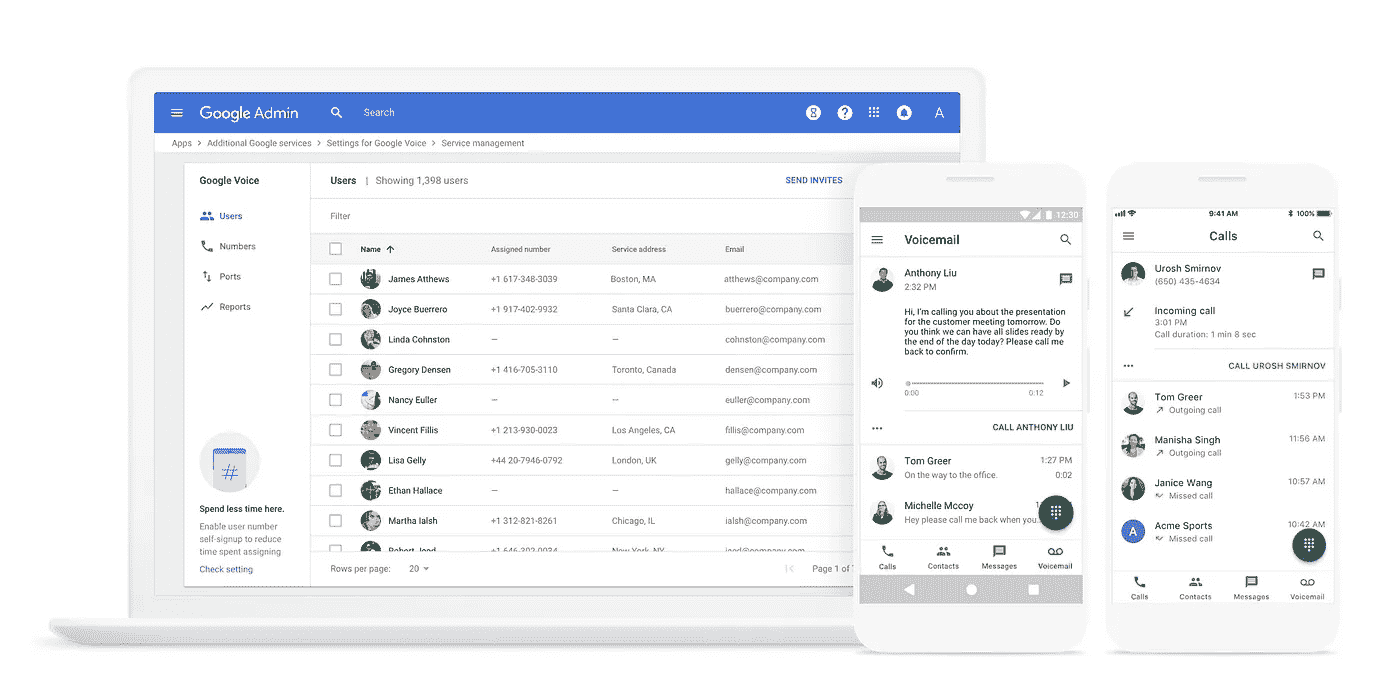 Google Admin Search A
Apps > Additional Google services > Settings for Google Voice > Service management
Google Voice
Users
Numbers
Ports
Reports
#
Spend less time here.
Enable user number
self-signup to reduce
time spent assigning
Check setting
Users | Showing 1,398 users SEND INVITES
Filter
Name Assigned number Service address Email
James Atthews +1 617-348-3039 Boston, MA atthews@company.com
Joyce Buerrero +1 917-402-9932 Santa Clara, CA buerrero@company.com
Linda Cohnston – – cohnston@company.com
Gregory Densen +1 416-705-3110 Toronto, Canada densen@company.com
Nancy Euller – – euller@company.com
Vincent Fillis +1 213-930-0023 Los Angeles, CA fillis@company.com
Lisa Gelly +44 20-7946-0792 London, UK gelly@company.com
Ethan Hallace – – hallace@company.com
Martha Ialsh +1 312-821-8261 Chicago, IL ialsh@company.com
Robert +1 646-302-0034 New York, NY
Rows per page: 20 Page 1 of
12:30
Voicemail
Anthony Liu
2:32 PM
Hi, I'm calling you about the presentation
for the customer meeting tomorrow. Do
you think we can have all slides ready by
the end of the day today? Please call me
back to confirm.
0:00 0:12
CALL ANTHONY LIU
Tom Greer 1:27 PM
On the way to the office. 0:02
Michelle Mccoy
Hey please call me back when you
Calls Contacts Messages Voicemail
9:41 AM 100%
Calls
Urosh Smirnov
(650) 435-4634
Incoming call
3:01 PM
Call duration: 1 min 8 sec
CALL UROSH SMIRNOV
Tom Greer 1:53 PM
Outgoing call
Manisha Singh 11:56 AM
Outgoing call
Janice Wang 10:57 AM
Missed call
A Acme Sports 10:42 AM
Missed call
Calls Contacts Messages Voicemail